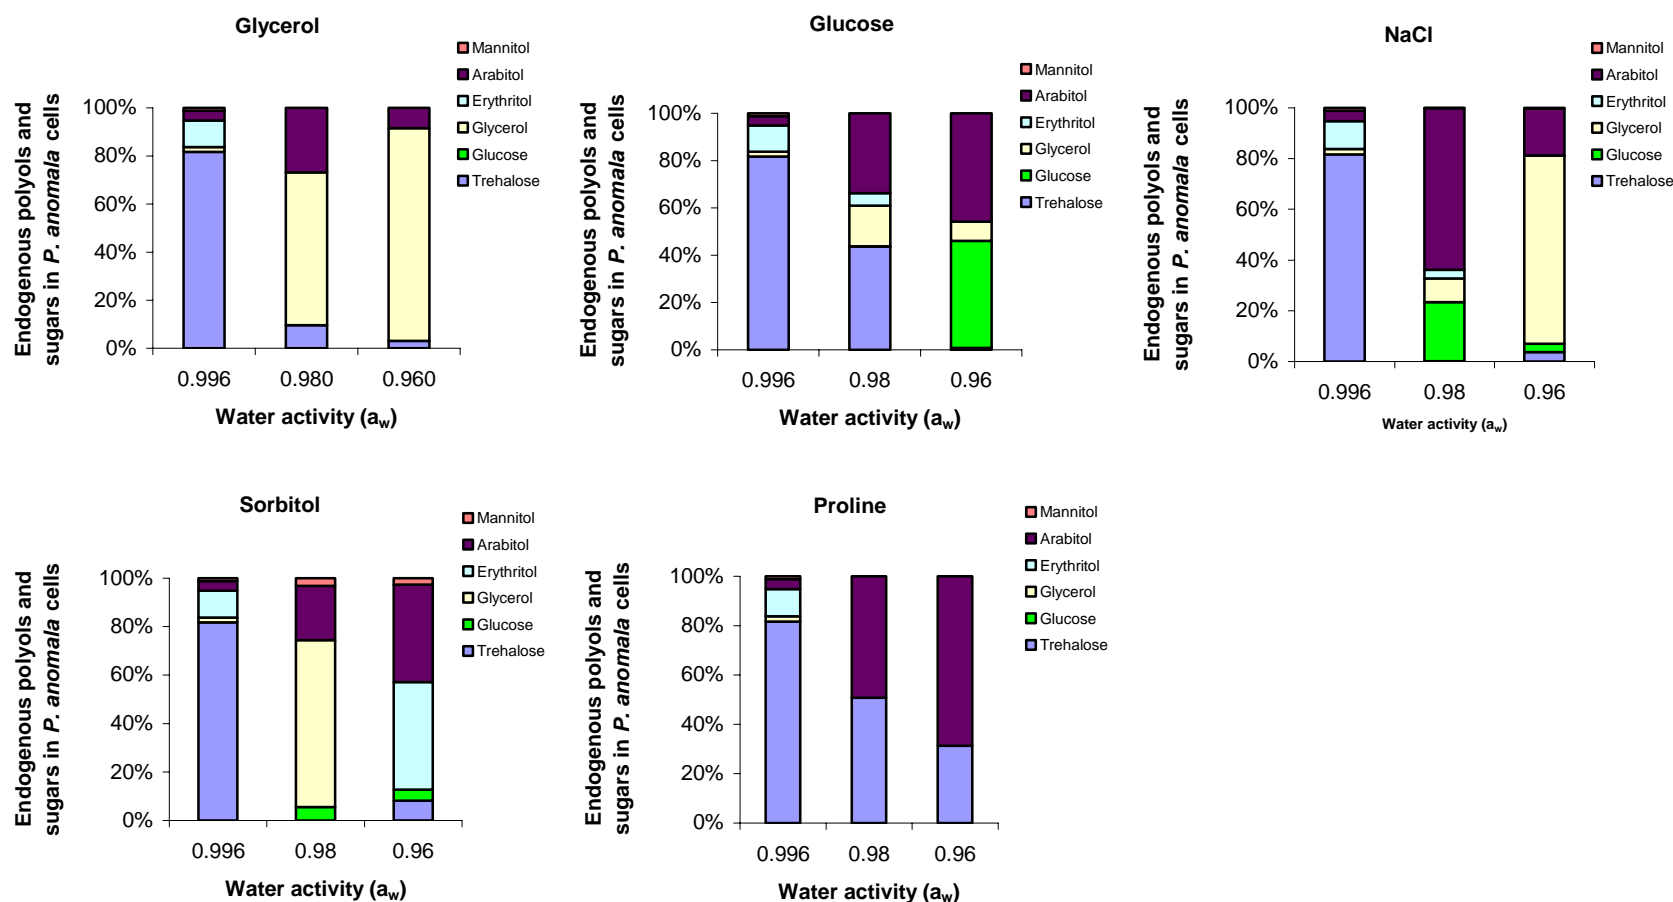 Glycerol
Endogenous polyols and
sugars in P. anomala cells
100%
80%
60%
40%
20%
0%
0.996 0.980 0.960
Water activity (aw)
Mannitol
Arabitol
Erythritol
Glycerol
Glucose
Trehalose
Glucose
Endogenous polyols and
sugars in P. anomala cells
100%
80%
60%
40%
20%
0%
0.996 0.98 0.96
Water activity (aw)
Mannitol
Arabitol
Erythritol
Glycerol
Glucose
Trehalose
NaCl
Endogenous polyols and
sugars in P. anomala cells
100%
80%
60%
40%
20%
0%
0.996 0.98 0.96
Water activity (aw)
Mannitol
Arabitol
Erythritol
Glycerol
Glucose
Trehalose
Sorbitol
Endogenous polyols and
sugars in P. anomala cells
100%
80%
60%
40%
20%
0%
0.996 0.98 0.96
Water activity (aw)
Mannitol
Arabitol
Erythritol
Glycerol
Glucose
Trehalose
Proline
Endogenous polyols and
sugars in P. anomala cells
100%
80%
60%
40%
20%
0%
0.996 0.98 0.96
Water activity (aw)
Mannitol
Arabitol
Erythritol
Glycerol
Glucose
Trehalose